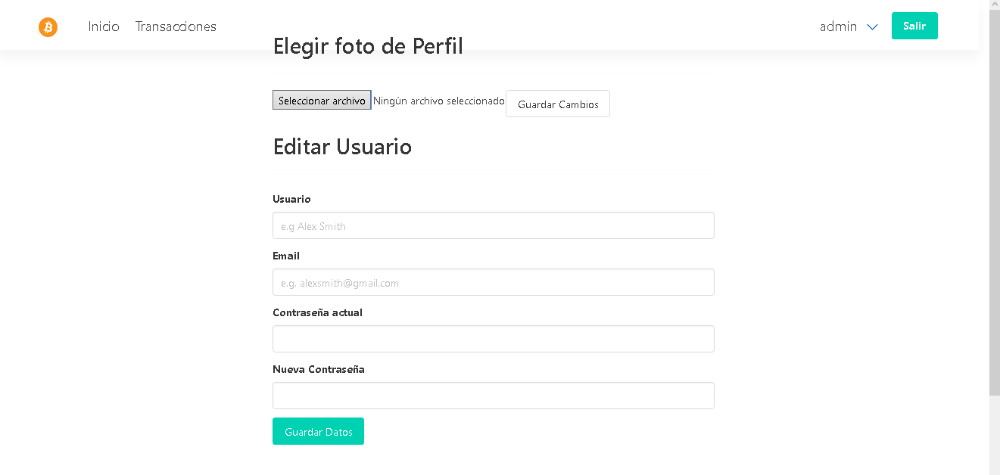 Inicio Transacciones admin Salir
Elegir foto de Perfil
Seleccionar archivo Ningún archivo seleccionado Guardar Cambios
Editar Usuario
Usuario
e.g Alex Smith
Email
e.g. alexsmith@gmail.com
Contraseña actual
Nueva Contraseña
Guardar Datos